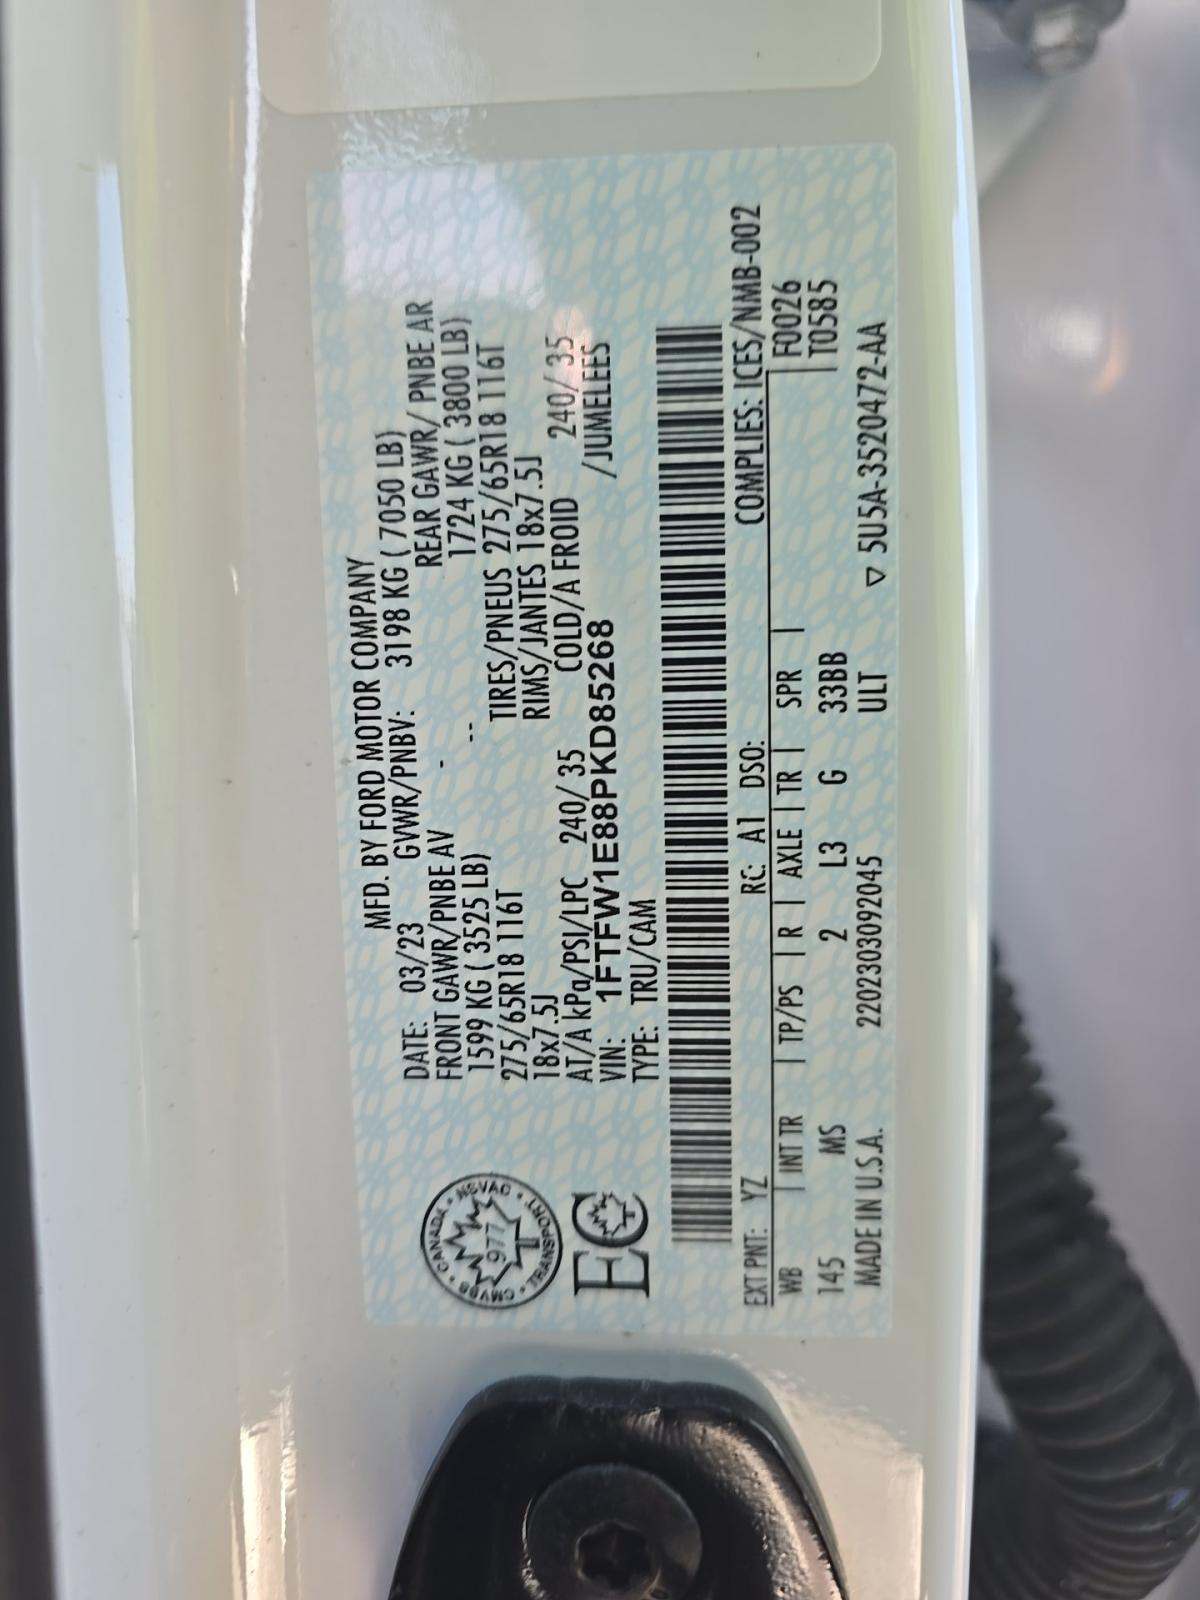 MFD. BY FORD MOTOR COMPANY
DATE: 03/23 GVWR/PNBV: 3198 KG ( 7050 LB)
FRONT GAWR/PNBE AV - REAR GAWR/ PNBE AR
1599 KG ( 3525 LB) -- 1724 KG ( 3800 LB)
275/65R18 116T TIRES/PNEUS 275/65R18 116T
18x7.5J RIMS/JANTES 18x7.5J
AT/A kPa/PSI/LPC 240/ 35 COLD/A FROID 240/ 35
VIN: 1FTFW1E88PKD85268 /JUMELEES
TYPE: TRU/CAM
CANADA • NSVAC • TRANSPORT • CMVSS •
977
EC
EXT PNT: YZ RC: A1 DSO: COMPLIES: ICES/NMB-002
WB | INT TR | TP/PS | R | AXLE | TR | SPR | F0026
145 MS 2 L3 G 33BB T0585
MADE IN U.S.A. 2202303092045 ULT ▽ 5U5A-3520472-AA